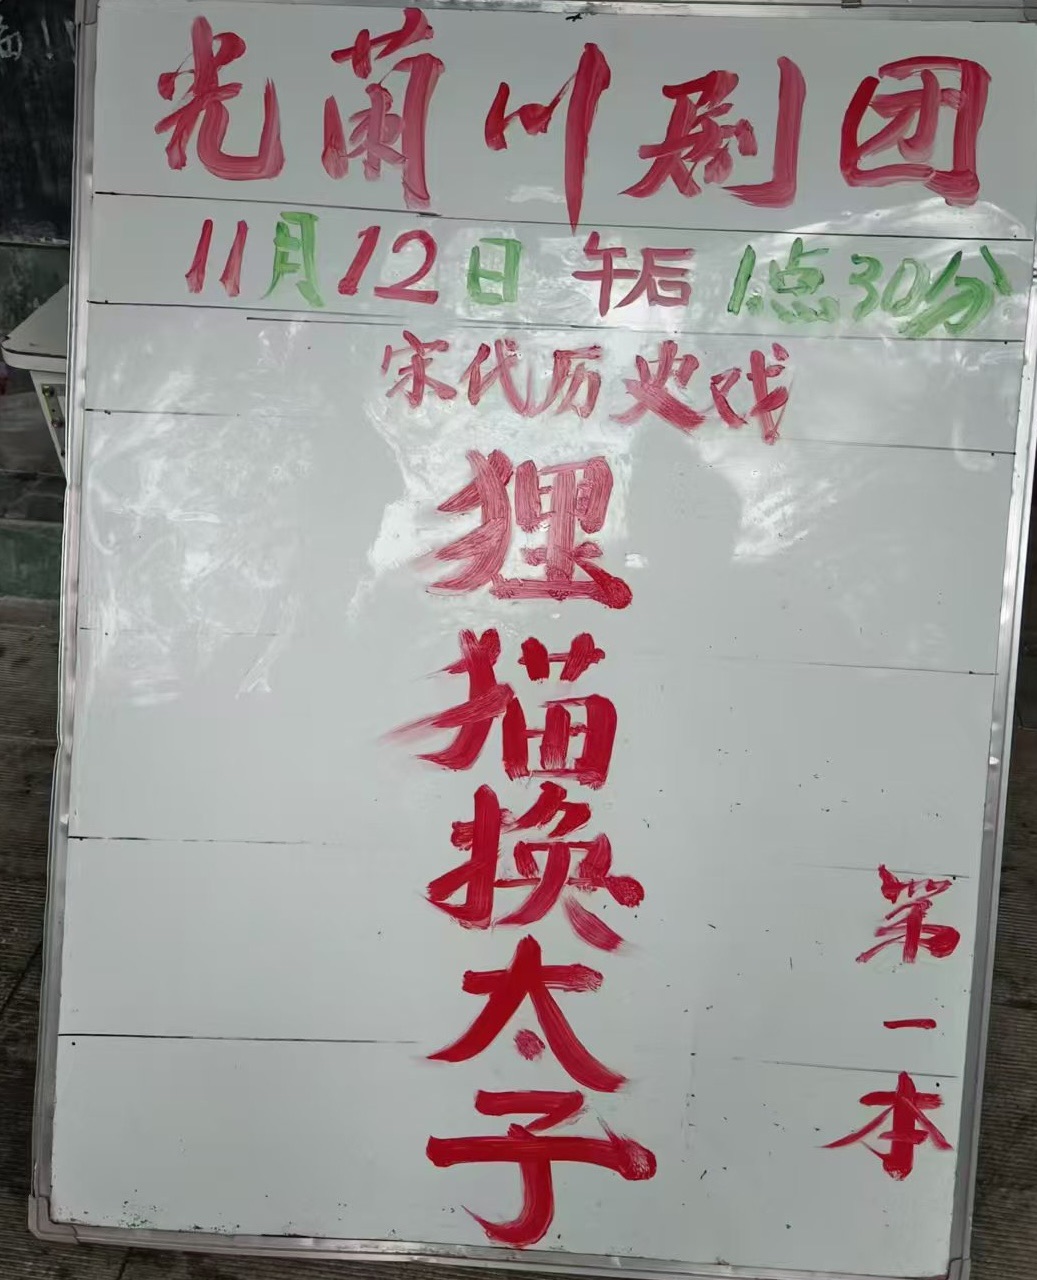 光兰川剧团
11月12日 午后 1点30分
宋代历史戏
狸猫换太子
第一本